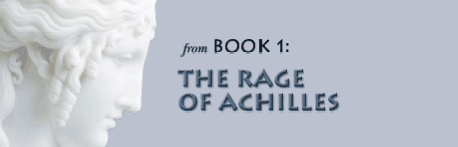 from BOOK 1:
THE RAGE
OF ACHILLES